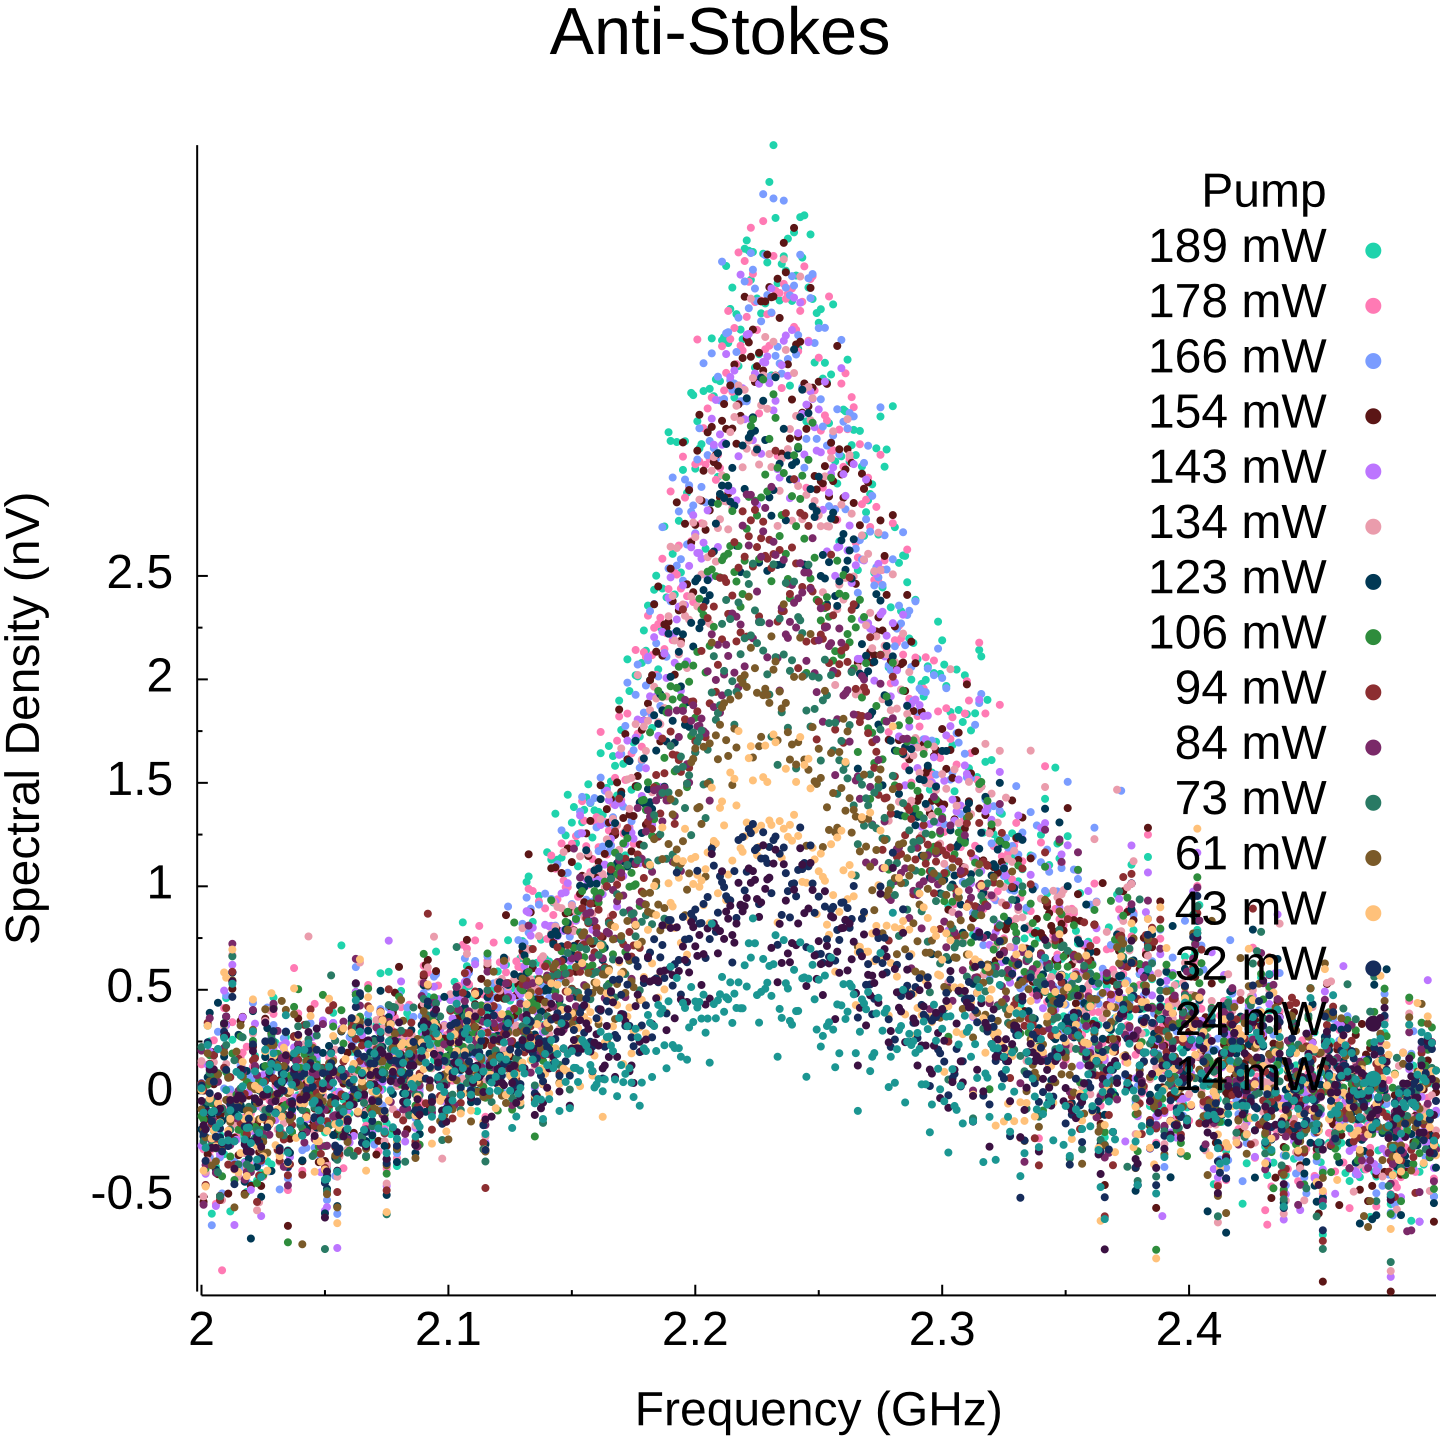 Anti-Stokes
Pump
189 mW
178 mW
166 mW
154 mW
143 mW
134 mW
123 mW
106 mW
94 mW
84 mW
73 mW
61 mW
43 mW
32 mW
24 mW
14 mW
Spectral Density (nV)
2.5
2
1.5
1
0.5
0
-0.5
2
2.1
2.2
2.3
2.4
Frequency (GHz)